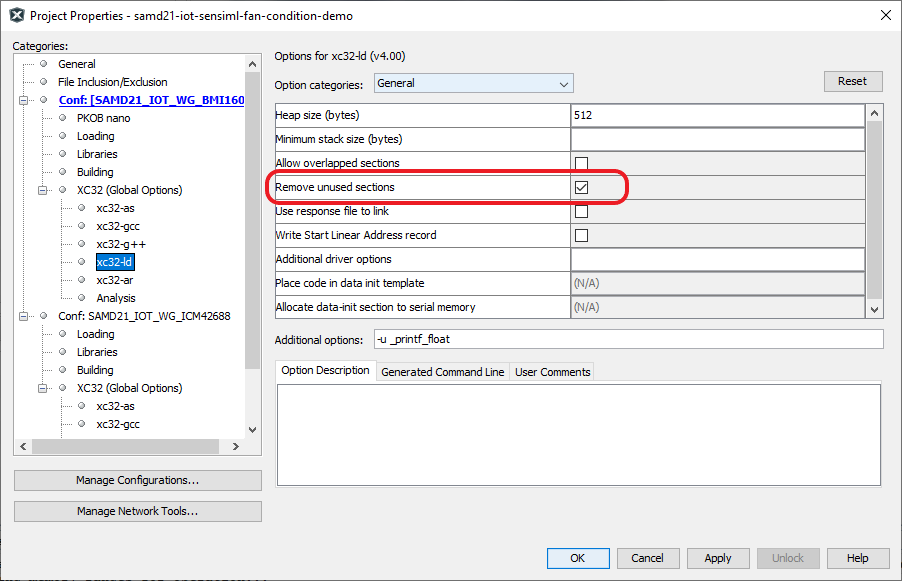 Project Properties - samd21-iot-sensiml-fan-condition-demo
Categories:
General
File Inclusion/Exclusion
Conf: [SAMD21_IOT_WG_BMI160
PKOB nano
Loading
Libraries
Building
XC32 (Global Options)
xc32-as
xc32-gcc
xc32-g++
xc32-ld
xc32-ar
Analysis
Conf: SAMD21_IOT_WG_ICM42688
Loading
Libraries
Building
XC32 (Global Options)
xc32-as
xc32-gcc
Manage Configurations...
Manage Network Tools...
Options for xc32-ld (v4.00)
Option categories: General Reset
Heap size (bytes) 512
Minimum stack size (bytes)
Allow overlapped sections
Remove unused sections
Use response file to link
Write Start Linear Address record
Additional driver options
Place code in data init template (N/A)
Allocate data-init section to serial memory (N/A)
Additional options: -u _printf_float
Option Description Generated Command Line User Comments
OK Cancel Apply Unlock Help